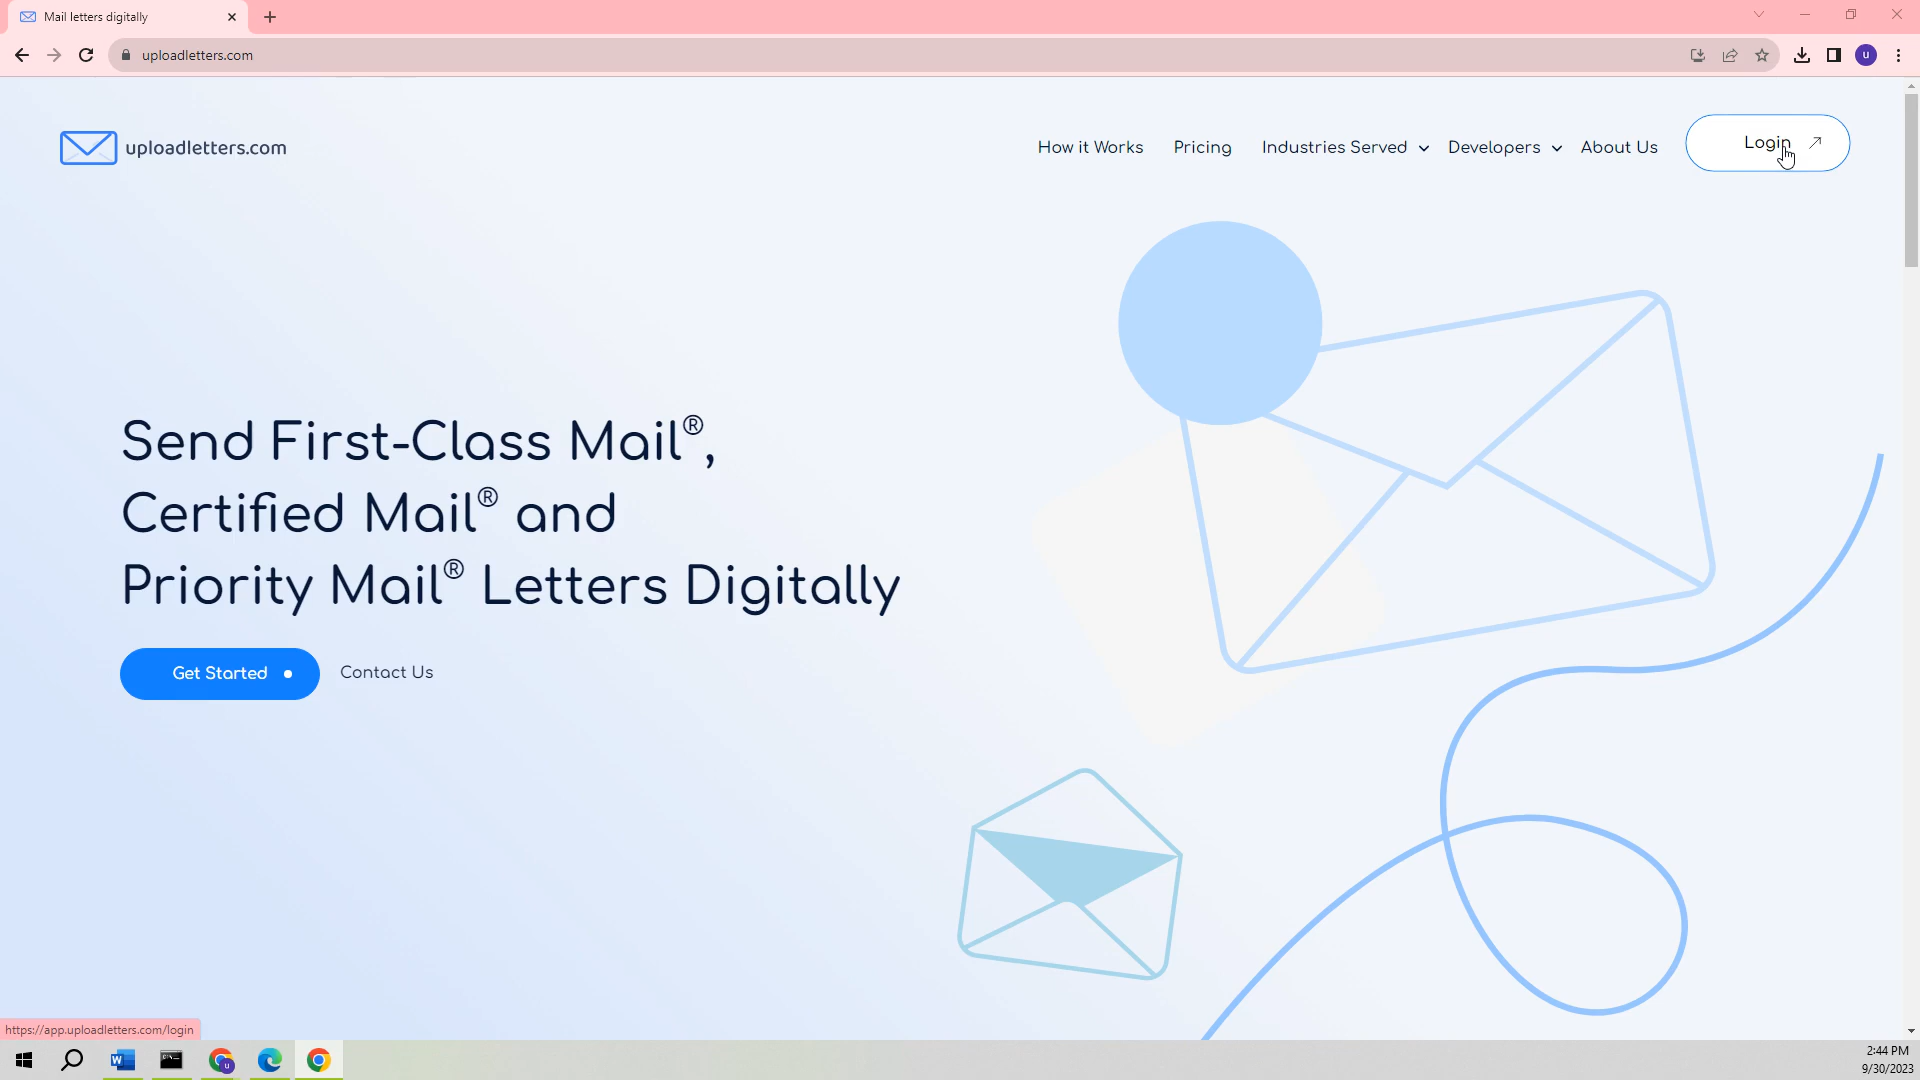 Mail letters digitally
uploadletters.com
u
uploadletters.com
How it Works
Pricing
Industries Served
Developers
About Us
Login
Send First-Class Mail®,
Certified Mail® and
Priority Mail® Letters Digitally
Get Started
Contact Us
https://app.uploadletters.com/login
W
u
2:44 PM
9/30/2023